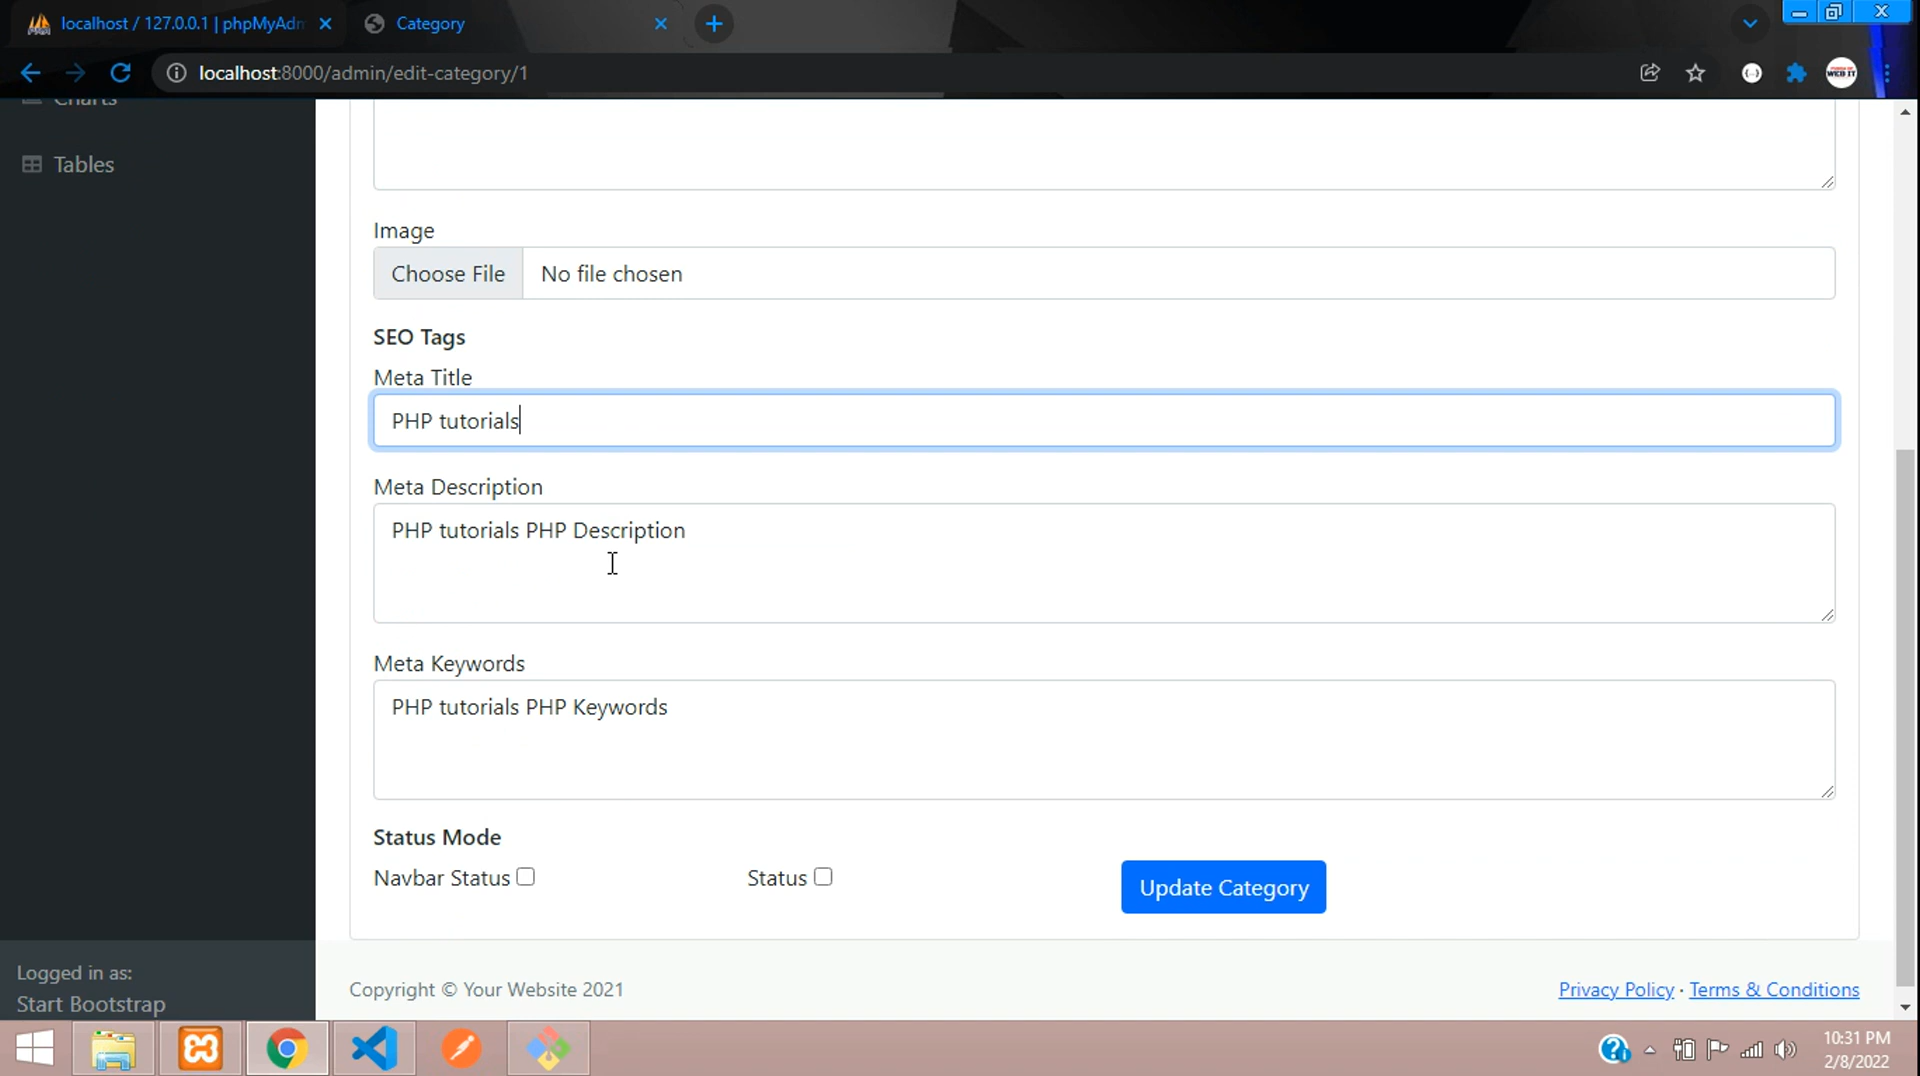 localhost / 127.0.0.1 | phpMyAdm
Category
localhost:8000/admin/edit-category/1
WEB IT
Charts
Tables
Image
Choose File No file chosen
SEO Tags
Meta Title
PHP tutorials
Meta Description
PHP tutorials PHP Description
Meta Keywords
PHP tutorials PHP Keywords
Status Mode
Navbar Status
Status
Update Category
Logged in as:
Start Bootstrap
Copyright © Your Website 2021
Privacy Policy · Terms & Conditions
10:31 PM
2/8/2022